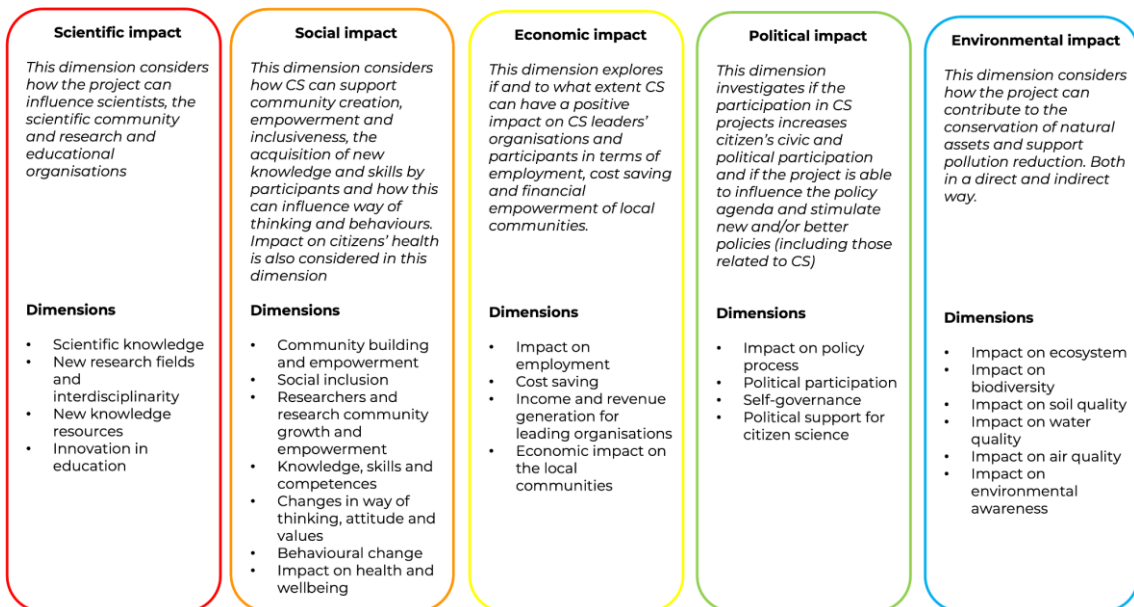 Scientific impact
This dimension considers
how the project can
influence scientists, the
scientific community
and research and
educational
organisations
Dimensions
• Scientific knowledge
• New research fields
and
interdisciplinarity
• New knowledge
resources
• Innovation in
education
Social impact
This dimension considers
how CS can support
community creation,
empowerment and
inclusiveness, the
acquisition of new
knowledge and skills by
participants and how this
can influence way of
thinking and behaviours.
Impact on citizens' health
is also considered in this
dimension
Dimensions
• Community building
and empowerment
• Social inclusion
• Researchers and
research community
growth and
empowerment
• Knowledge, skills and
competences
• Changes in way of
thinking, attitude and
values
• Behavioural change
• Impact on health and
wellbeing
Economic impact
This dimension explores
if and to what extent CS
can have a positive
impact on CS leaders'
organisations and
participants in terms of
employment, cost saving
and financial
empowerment of local
communities.
Dimensions
• Impact on
employment
• Cost saving
• Income and revenue
generation for
leading organisations
• Economic impact on
the local
communities
Political impact
This dimension
investigates if the
participation in CS
projects increases
citizen's civic and
political participation
and if the project is able
to influence the policy
agenda and stimulate
new and/or better
policies (including those
related to CS)
Dimensions
• Impact on policy
process
• Political participation
• Self-governance
• Political support for
citizen science
Environmental impact
This dimension considers
how the project can
contribute to the
conservation of natural
assets and support
pollution reduction. Both
in a direct and indirect
way.
Dimensions
• Impact on ecosystem
• Impact on
biodiversity
• Impact on soil quality
• Impact on water
quality
• Impact on air quality
• Impact on
environmental
awareness